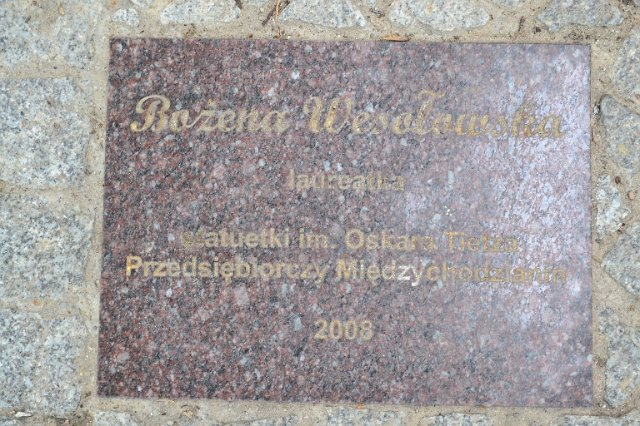 Bożena Wesołowska
laureatka
statuetki im. Oskara Tietza
Przedsiębiorczy Międzychodzianin
2008